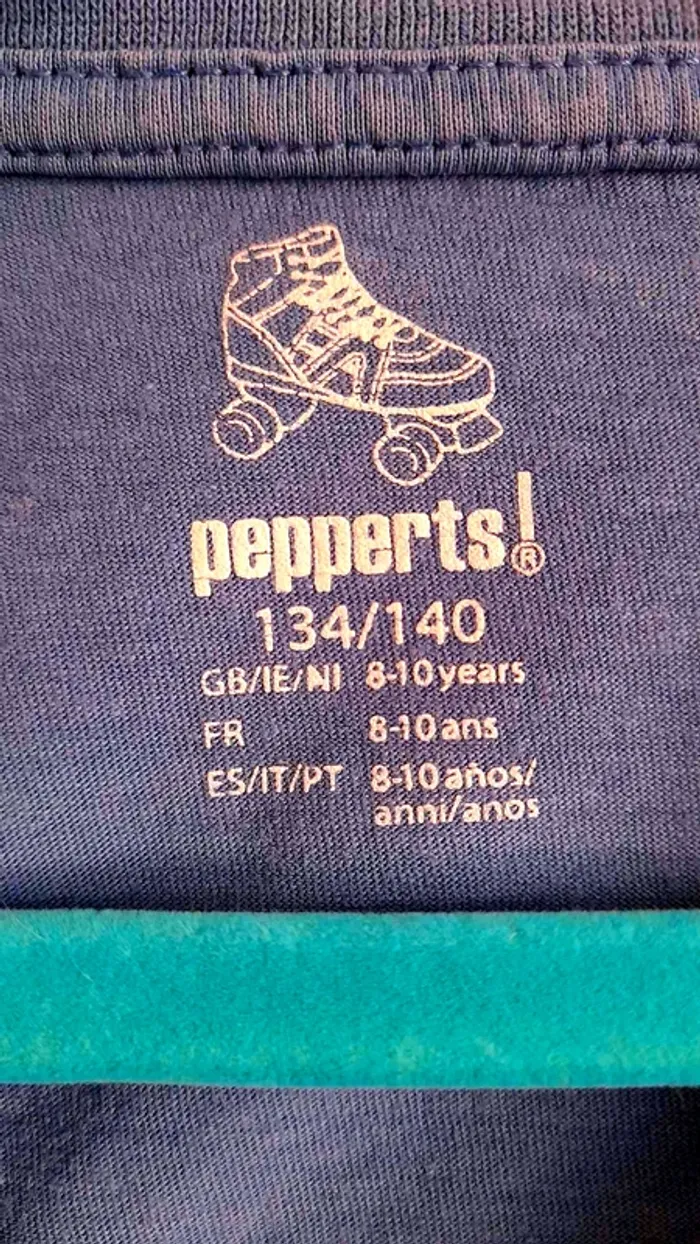 pepperts!®
134/140
GB/IE/NI 8-10 years
FR 8-10 ans
ES/IT/PT 8-10 años/
anni/anos